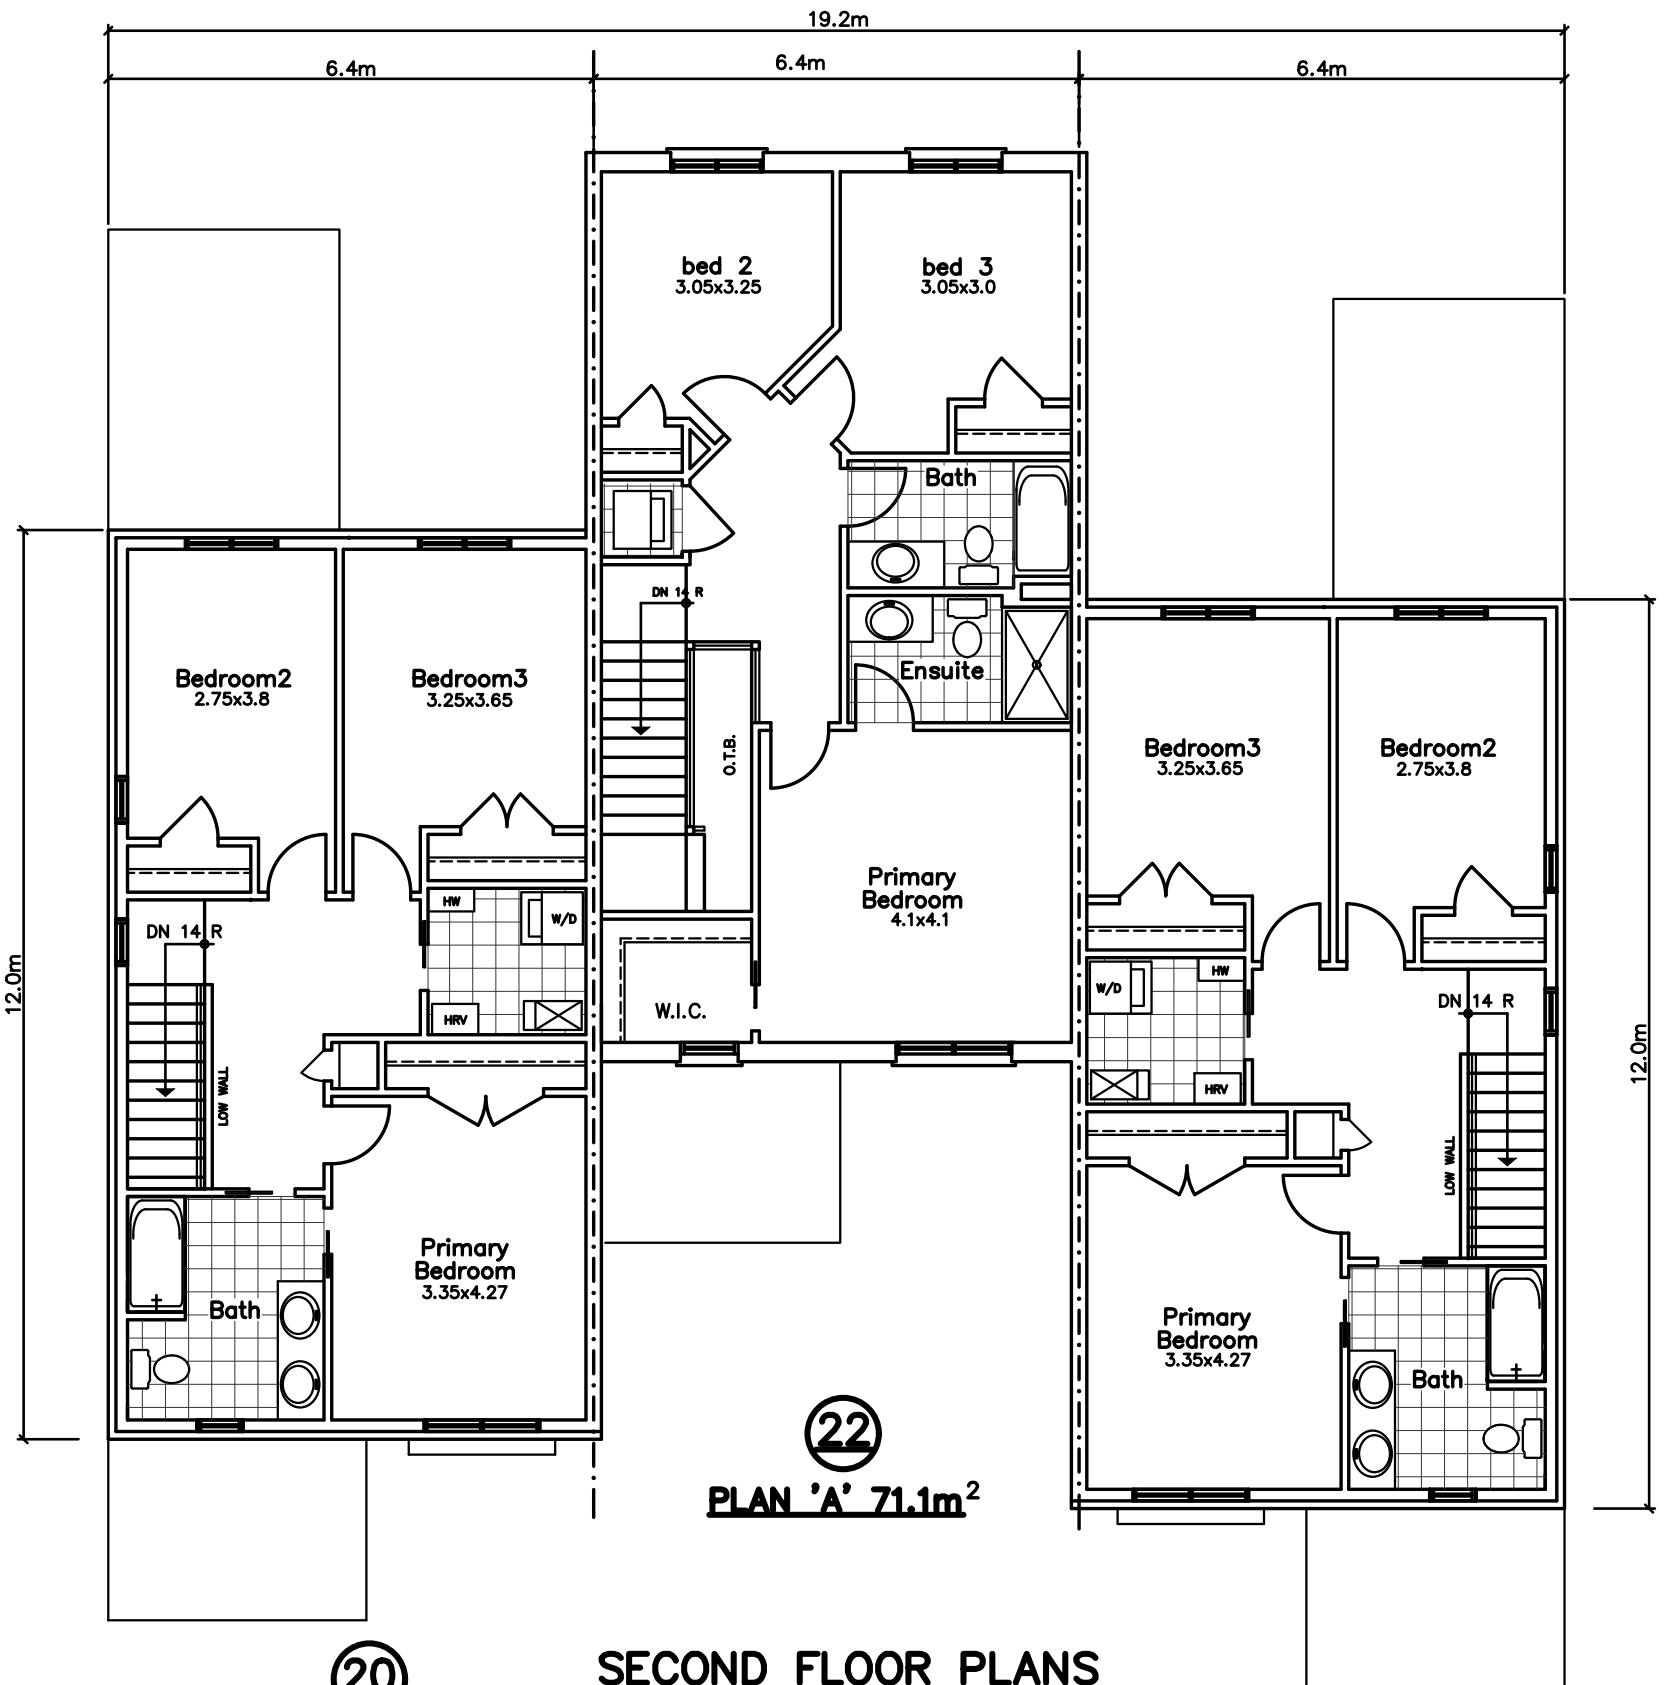 19.2m
6.4m
6.4m
6.4m
bed 2
3.05x3.25
bed 3
3.05x3.0
Bath
DN 14 R
Ensuite
O.T.B.
Primary
Bedroom
4.1x4.1
W.I.C.
Bedroom2
2.75x3.8
Bedroom3
3.25x3.65
HW
W/D
DN 14 R
HRV
LOW WALL
12.0m
Primary
Bedroom
3.35x4.27
Bath
Bedroom3
3.25x3.65
Bedroom2
2.75x3.8
W/D
HW
DN 14 R
HRV
LOW WALL
12.0m
Primary
Bedroom
3.35x4.27
Bath
22
PLAN 'A' 71.1m²
20
SECOND FLOOR PLANS